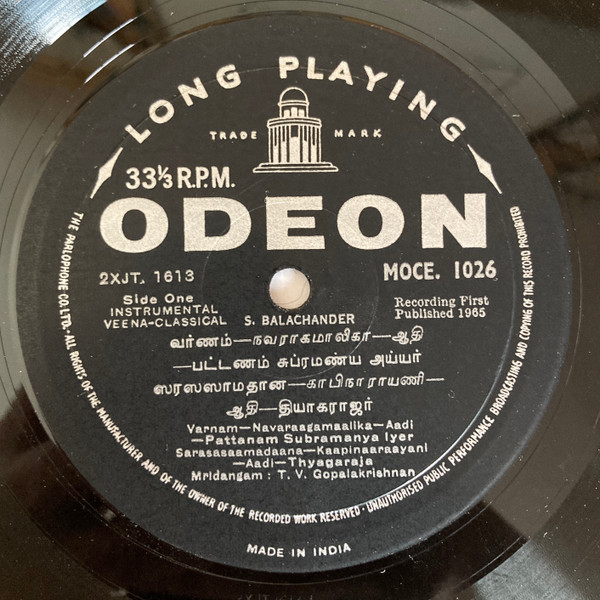 LONG PLAYING
TRADE MARK
33⅓ R.P.M.
ODEON
2XJT. 1613
MOCE. 1026
Side One
INSTRUMENTAL
VEENA-CLASSICAL
S. BALACHANDER
Recording First
Published 1965
வர்ணம்—நவராகமாலிகா—ஆதி
—பட்டணம் சுப்ரமண்ய அய்யர்
ஸரஸஸாமதான—காபிநாராயணி—
ஆதி—தியாகராஜர்
Varnam—Navaraagamaalika—Aadi
—Pattanam Subramanya Iyer
Sarasasaamadaana—Kaapinaaraayani
—Aadi—Thyagaraja
Mridangam : T. V. Gopalakrishnan
THE PARLOPHONE CO. LTD.· ALL RIGHTS OF THE MANUFACTURER AND OF THE OWNER OF THE RECORDED WORK RESERVED · UNAUTHORISED PUBLIC PERFORMANCE BROADCASTING AND COPYING OF THIS RECORD PROHIBITED
MADE IN INDIA